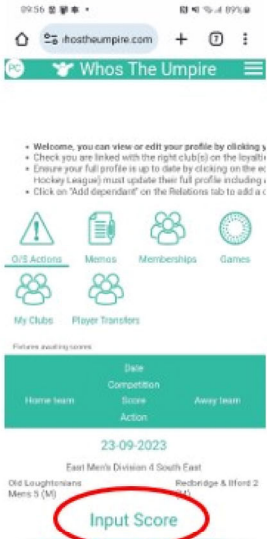 09:56
89%
hostheumpire.com
7
PC
Whos The Umpire
• Welcome, you can view or edit your profile by clicking y
• Check you are linked with the right club(s) on the loyalti
• Ensure your full profile is up to date by clicking on the ed
Hockey League) must update their full profile including
• Click on "Add dependant" on the Relations tab to add a c
O/S Actions
Memos
Memberships
Games
My Clubs
Player Transfers
Fixtures awaiting scores
Date
Competition
Home team
Score
Away team
Action
23-09-2023
East Men's Division 4 South East
Old Loughtonians
Mens 5 (M)
Redbridge & Ilford 2
(M)
Input Score